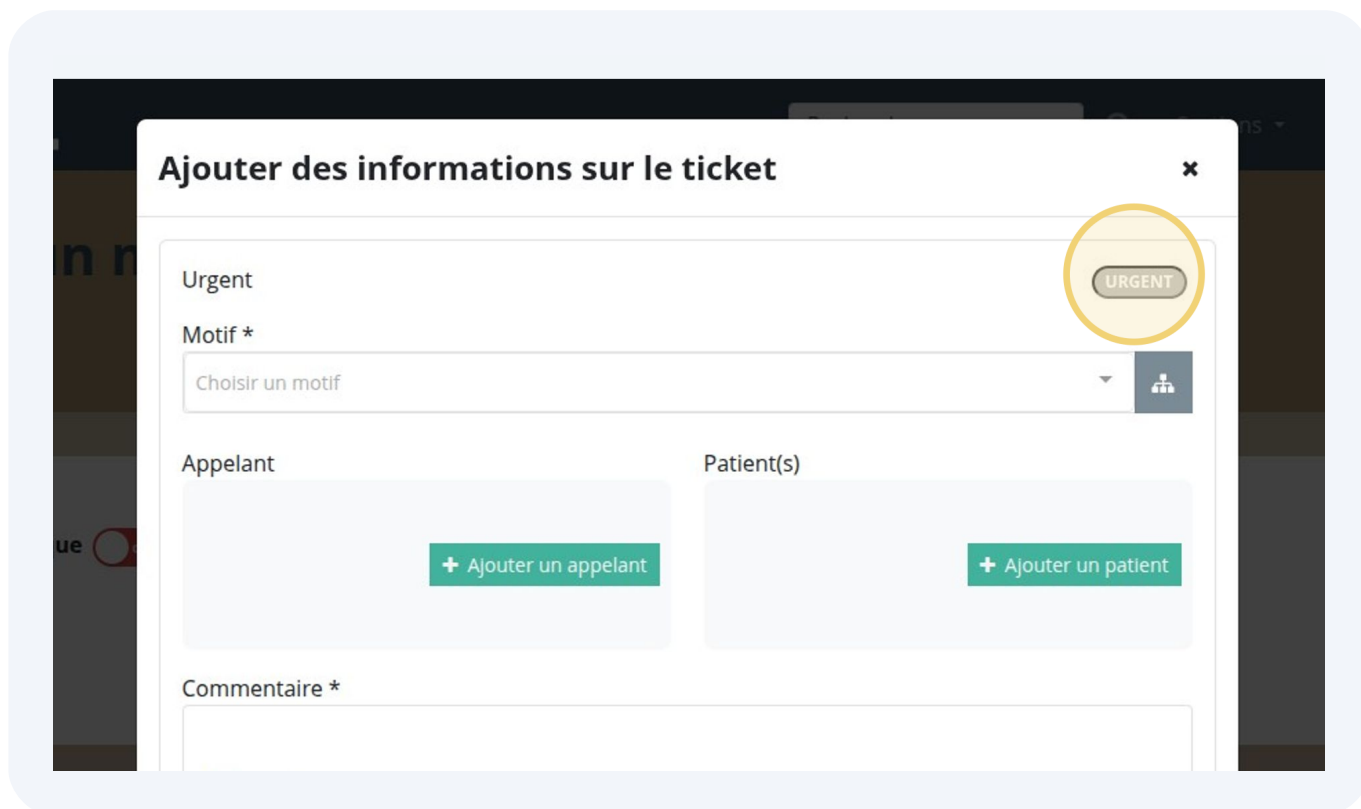 Ajouter des informations sur le ticket
Urgent
URGENT
Motif *
Choisir un motif
Appelant
Patient(s)
ue
Ajouter un appelant
Ajouter un patient
Commentaire *